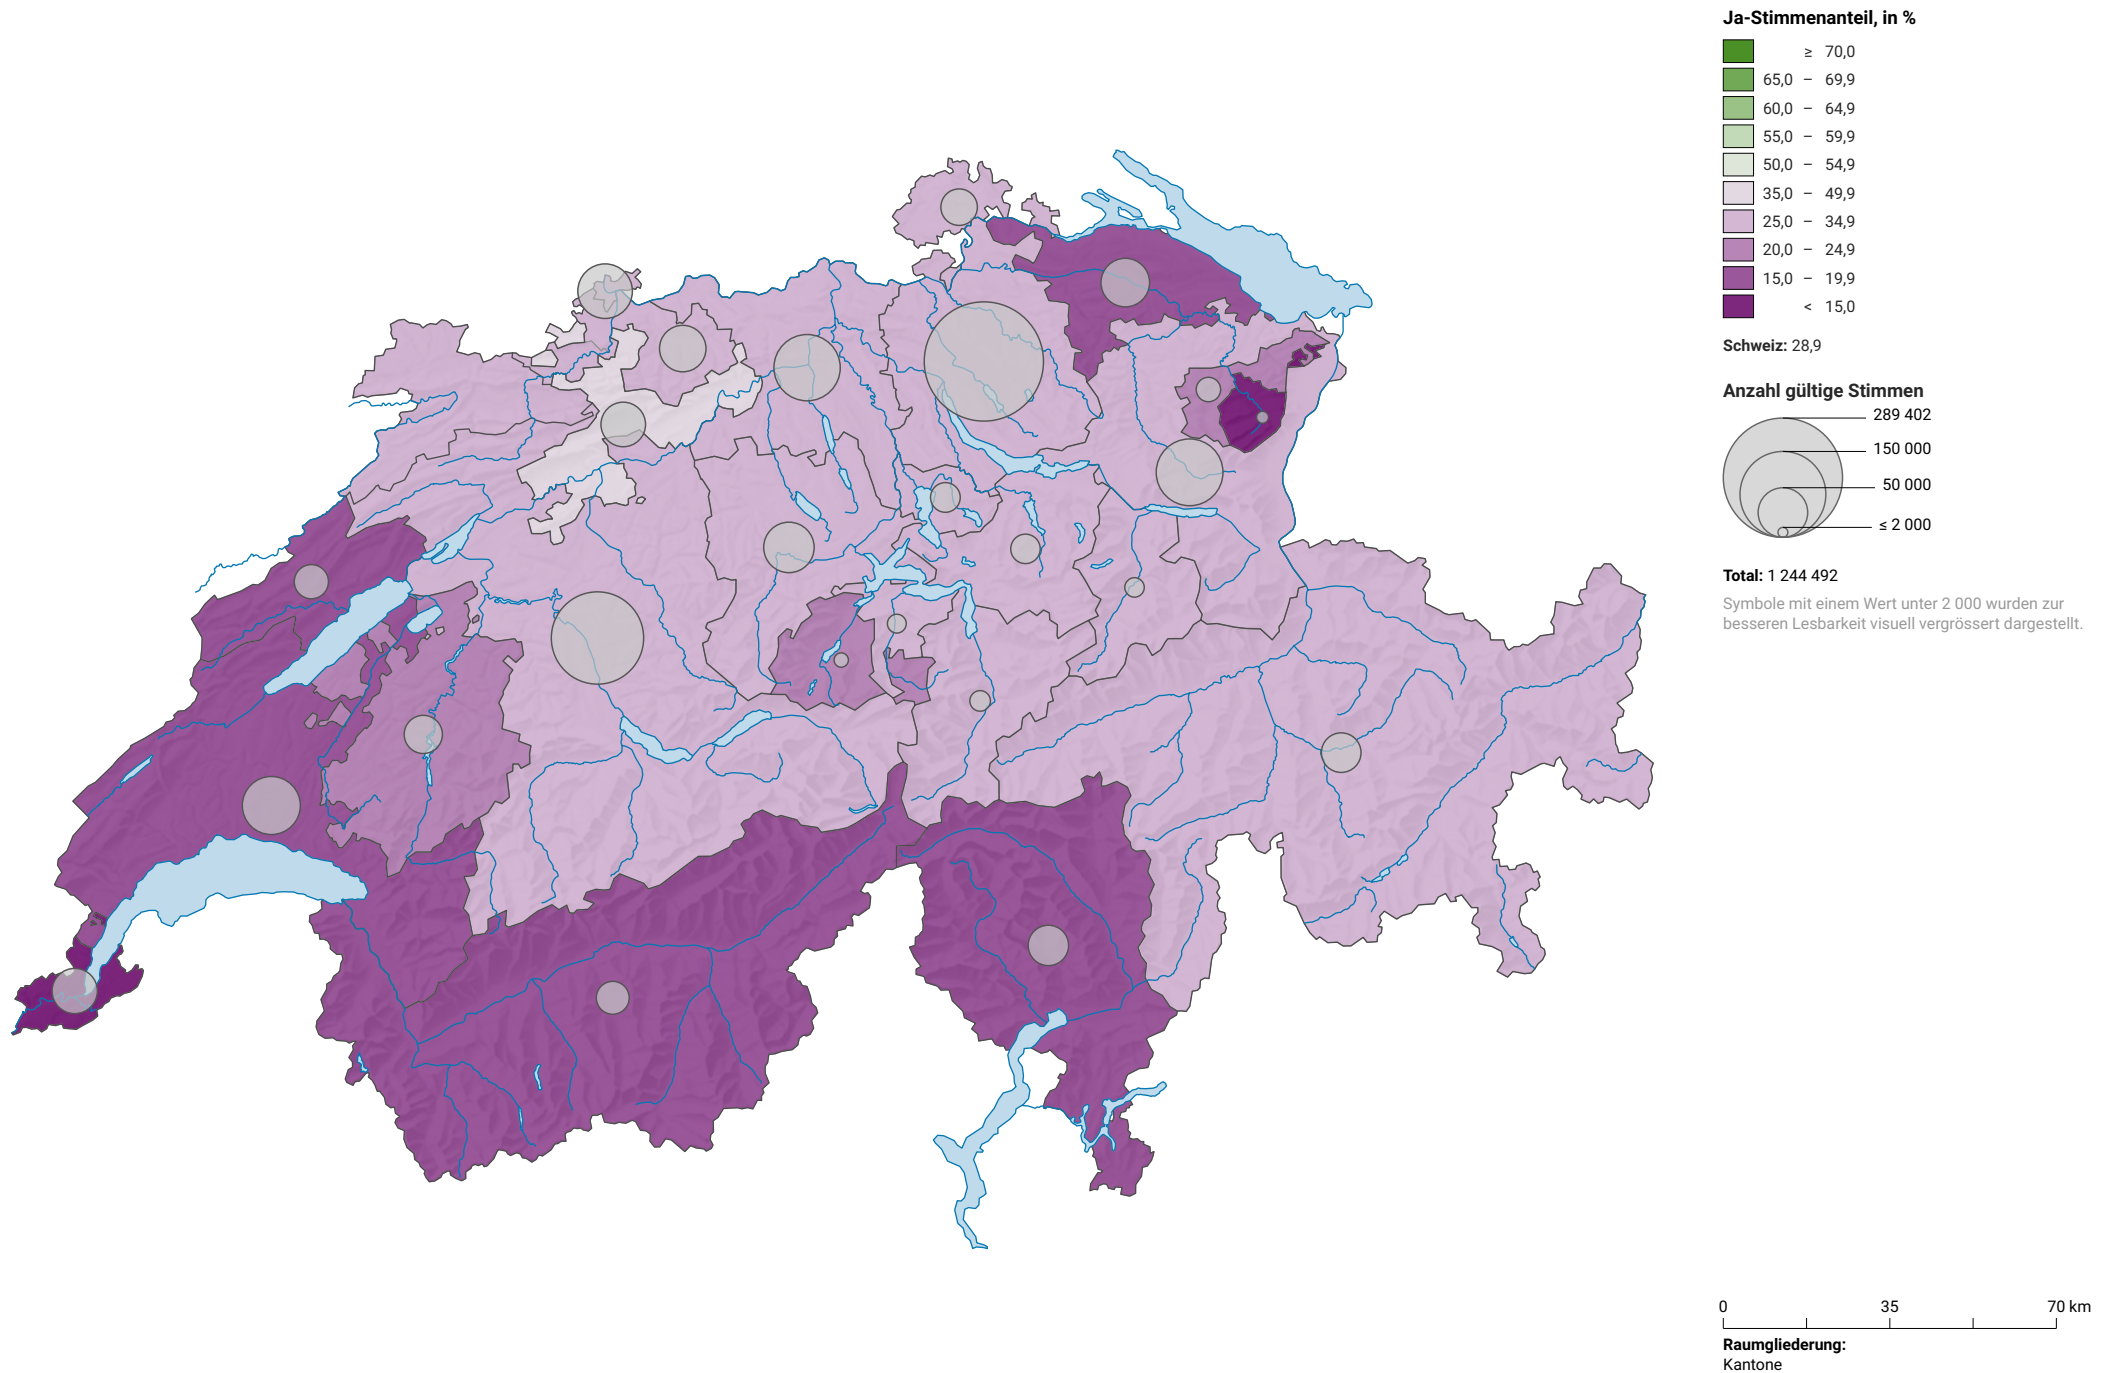 Ja-Stimmenanteil, in %
≥ 70,0
65,0 – 69,9
60,0 – 64,9
55,0 – 59,9
50,0 – 54,9
35,0 – 49,9
25,0 – 34,9
20,0 – 24,9
15,0 – 19,9
< 15,0
Schweiz: 28,9
Anzahl gültige Stimmen
289 402
150 000
50 000
≤ 2 000
Total: 1 244 492
Symbole mit einem Wert unter 2 000 wurden zur
besseren Lesbarkeit visuell vergrössert dargestellt.
0 35 70 km
Raumgliederung:
Kantone